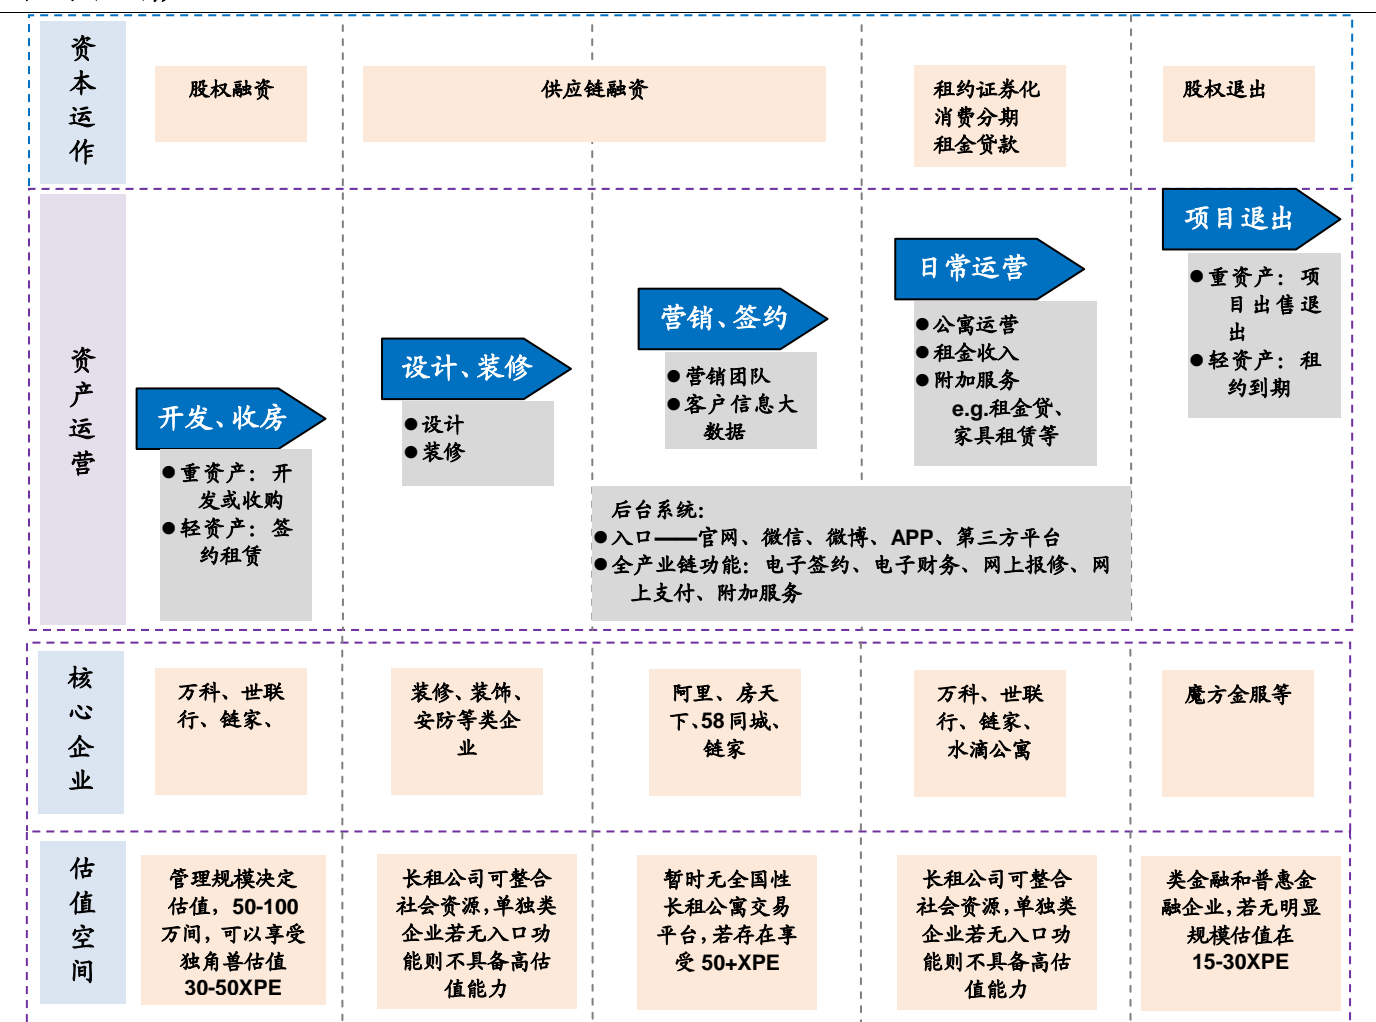 资
本
运
作
股权融资
供应链融资
租约证券化
消费分期
租金贷款
股权退出
资
产
运
营
开发、收房
●重资产：开
发或收购
●轻资产：签
约租赁
设计、装修
●设计
●装修
营销、签约
●营销团队
●客户信息大
数据
日常运营
●公寓运营
●租金收入
●附加服务
e.g.租金贷、
家具租赁等
项目退出
●重资产：项
目出售退
出
●轻资产：租
约到期
后台系统：
●入口——官网、微信、微博、APP、第三方平台
●全产业链功能：电子签约、电子财务、网上报修、网
上支付、附加服务
核
心
企
业
万科、世联
行、链家、
装修、装饰、
安防等类企
业
阿里、房天
下、58 同城、
链家
万科、世联
行、链家、
水滴公寓
魔方金服等
估
值
空
间
管理规模决定
估值，50-100
万间，可以享受
独角兽估值
30-50XPE
长租公司可整合
社会资源，单独类
企业若无入口功
能则不具备高估
值能力
暂时无全国性
长租公寓交易
平台，若存在享
受 50+XPE
长租公司可整合
社会资源，单独类
企业若无入口功
能则不具备高估
值能力
类金融和普惠金
融企业，若无明显
规模估值在
15-30XPE